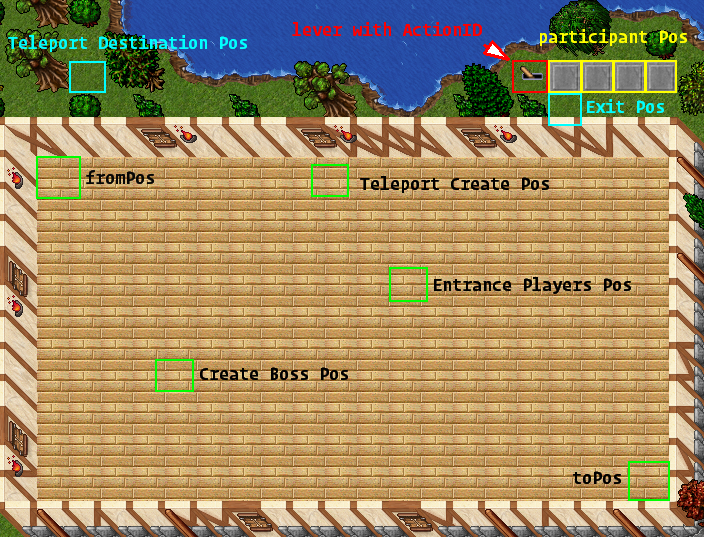 lover with ActionID
participant Pos
Teleport Destination Pos
Exit Pos
fromPos
Teleport Create Pos
Entrance Players Pos
Create Boss Pos
toPos